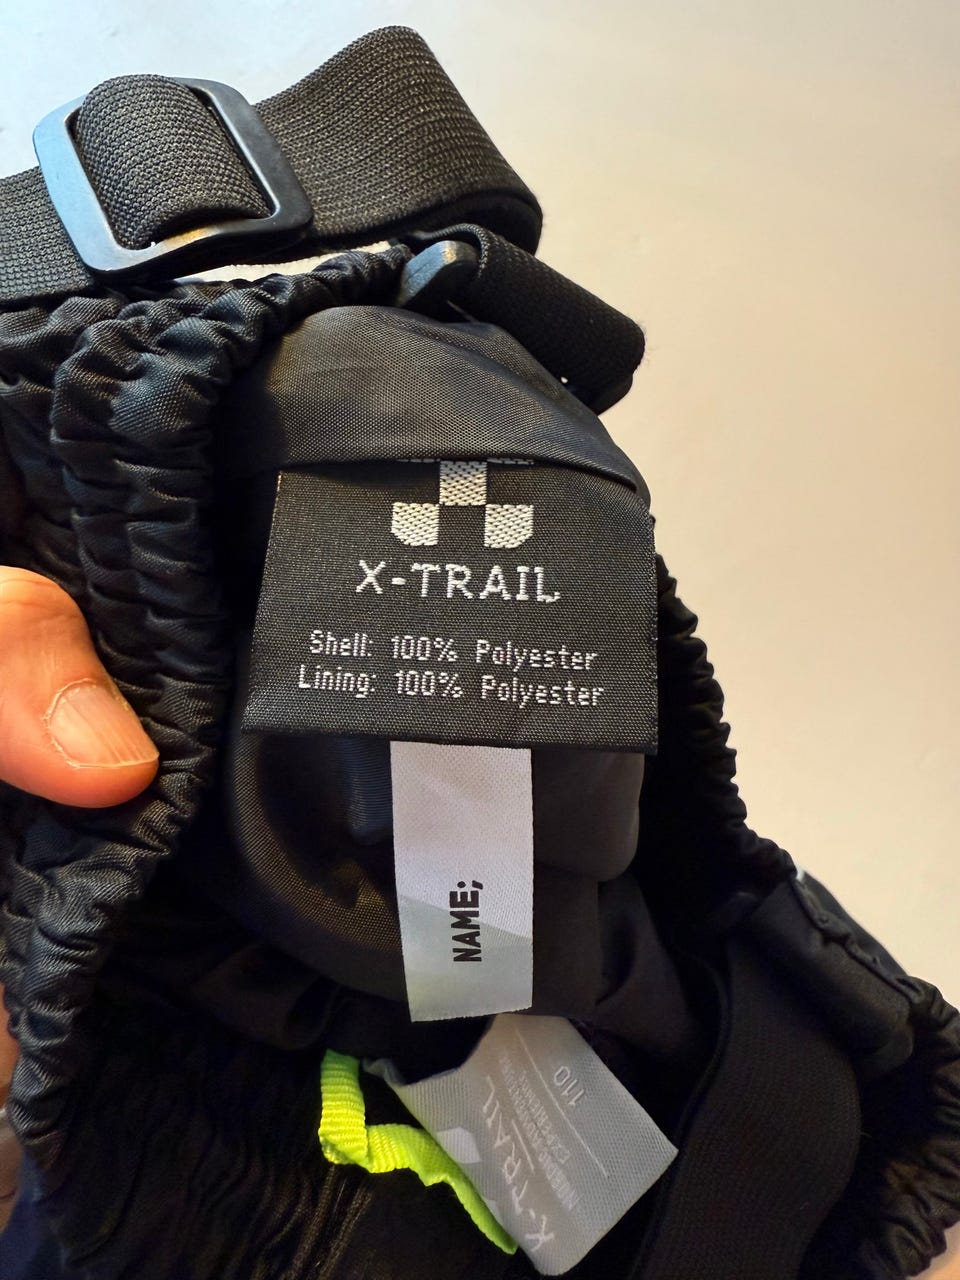 X-TRAIL
Shell: 100% Polyester
Lining: 100% Polyester
NAME:
X-TRAIL
110